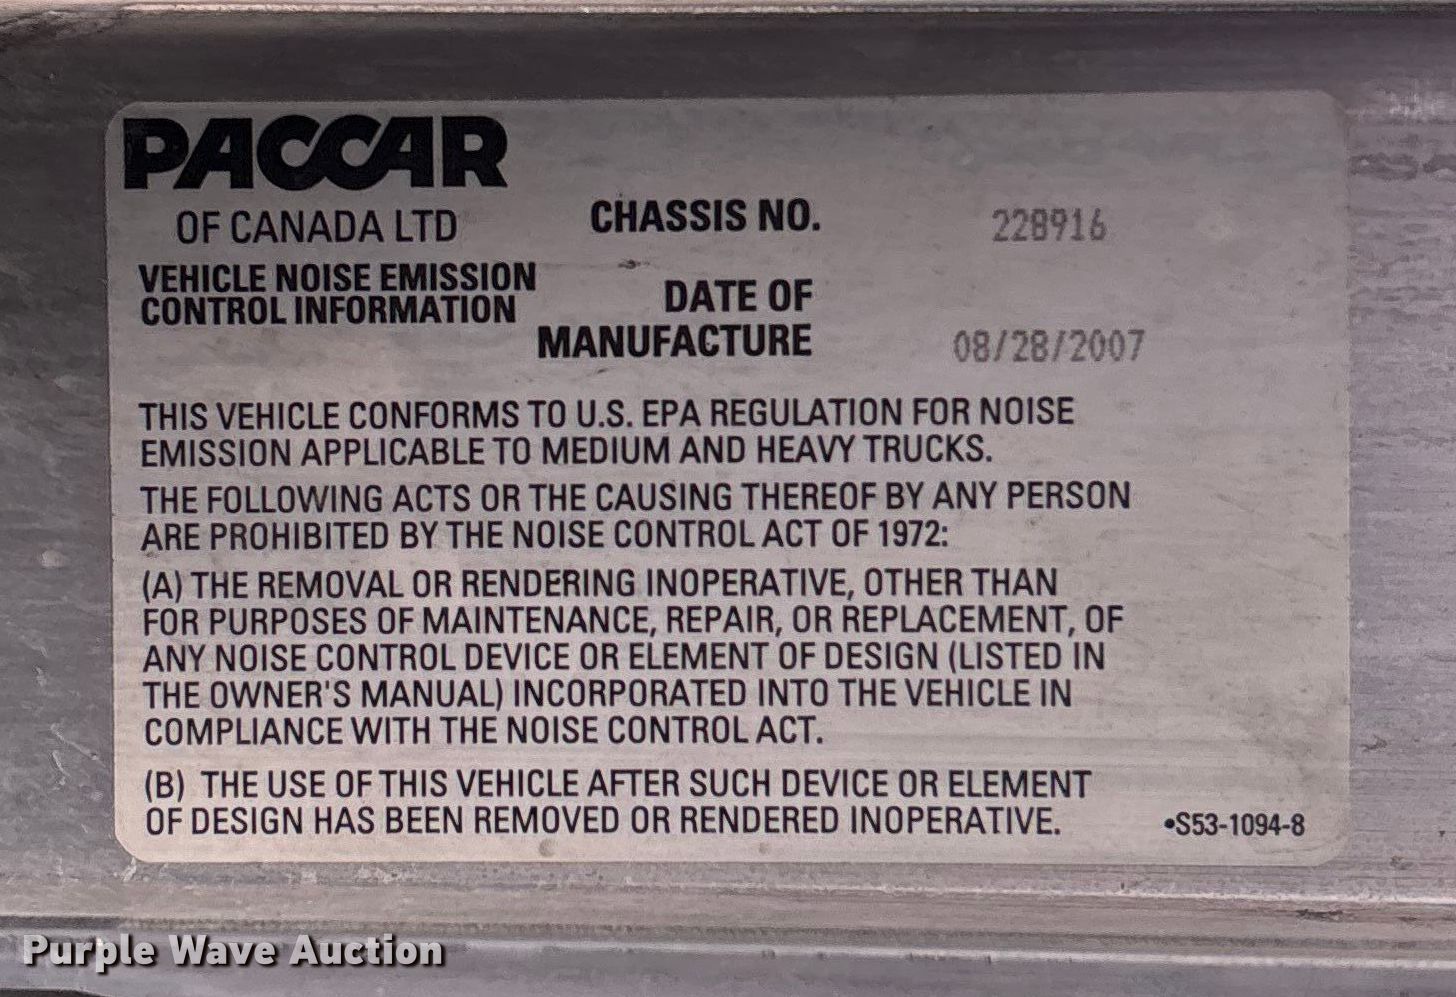 PACCAR
OF CANADA LTD
VEHICLE NOISE EMISSION
CONTROL INFORMATION
CHASSIS NO. 228916
DATE OF
MANUFACTURE 08/28/2007
THIS VEHICLE CONFORMS TO U.S. EPA REGULATION FOR NOISE
EMISSION APPLICABLE TO MEDIUM AND HEAVY TRUCKS.
THE FOLLOWING ACTS OR THE CAUSING THEREOF BY ANY PERSON
ARE PROHIBITED BY THE NOISE CONTROL ACT OF 1972:
(A) THE REMOVAL OR RENDERING INOPERATIVE, OTHER THAN
FOR PURPOSES OF MAINTENANCE, REPAIR, OR REPLACEMENT, OF
ANY NOISE CONTROL DEVICE OR ELEMENT OF DESIGN (LISTED IN
THE OWNER'S MANUAL) INCORPORATED INTO THE VEHICLE IN
COMPLIANCE WITH THE NOISE CONTROL ACT.
(B) THE USE OF THIS VEHICLE AFTER SUCH DEVICE OR ELEMENT
OF DESIGN HAS BEEN REMOVED OR RENDERED INOPERATIVE.
•S53-1094-8
Purple Wave Auction